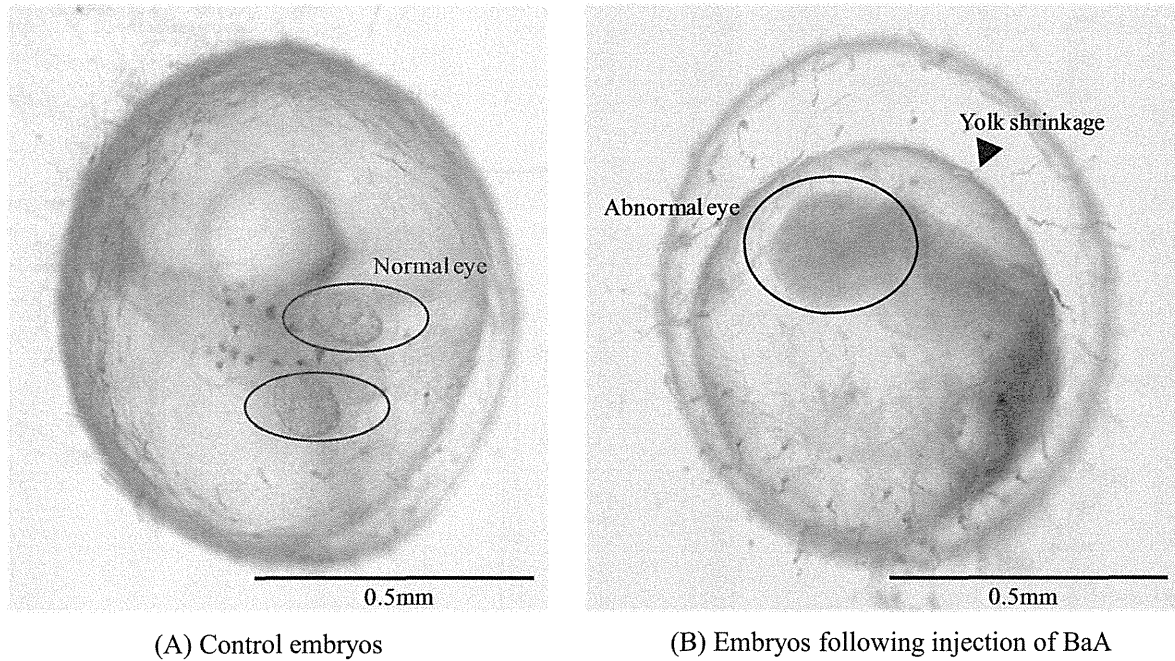 Normal eye
0.5mm
(A) Control embryos
Yolk shrinkage
Abnormal eye
0.5mm
(B) Embryos following injection of BaA